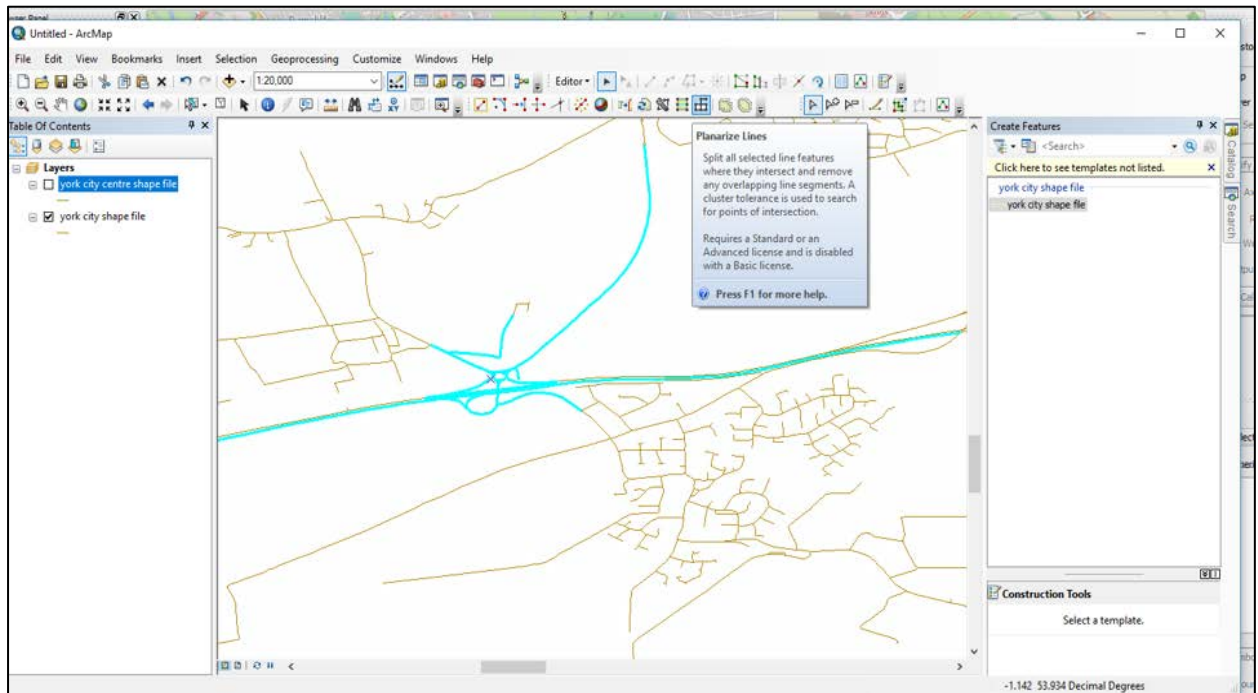 Untitled - ArcMap
File Edit View Bookmarks Insert Selection Geoprocessing Customize Windows Help
1:20,000
Editor
Table Of Contents
Layers
york city centre shape file
york city shape file
Planarize Lines
Split all selected line features
where they intersect and remove
any overlapping line segments. A
cluster tolerance is used to search
for points of intersection.
Requires a Standard or an
Advanced license and is disabled
with a Basic license.
Press F1 for more help.
Create Features
<Search>
Click here to see templates not listed.
york city shape file
york city shape file
Catalog
Search
Construction Tools
Select a template.
-1.142 53.934 Decimal Degrees